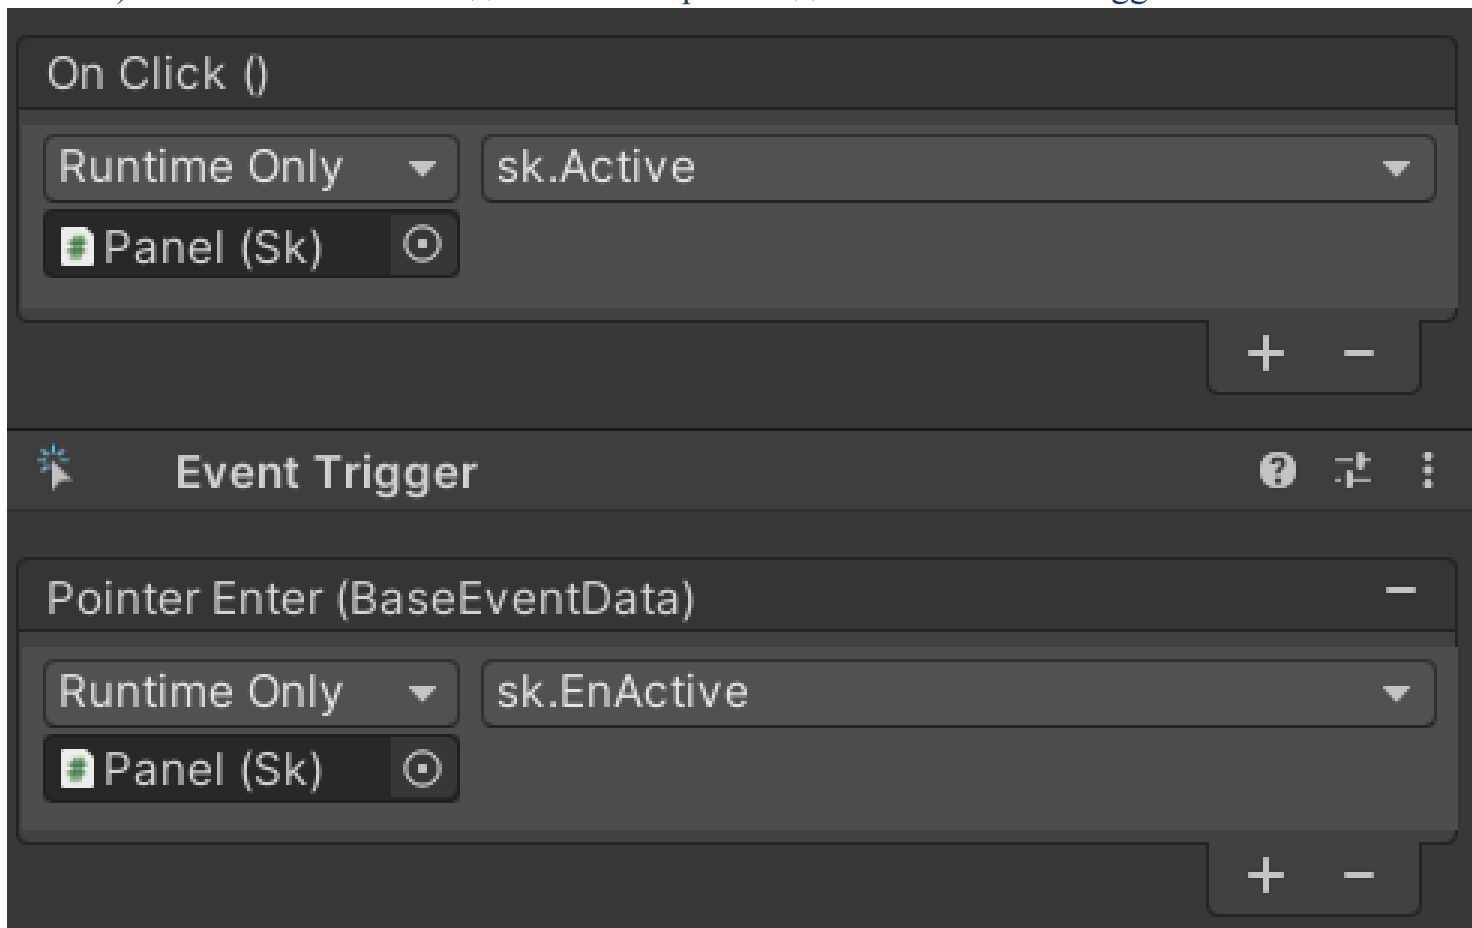 On Click ()
Runtime Only sk.Active
Panel (Sk)
+ −
Event Trigger
Pointer Enter (BaseEventData) −
Runtime Only sk.EnActive
Panel (Sk)
+ −